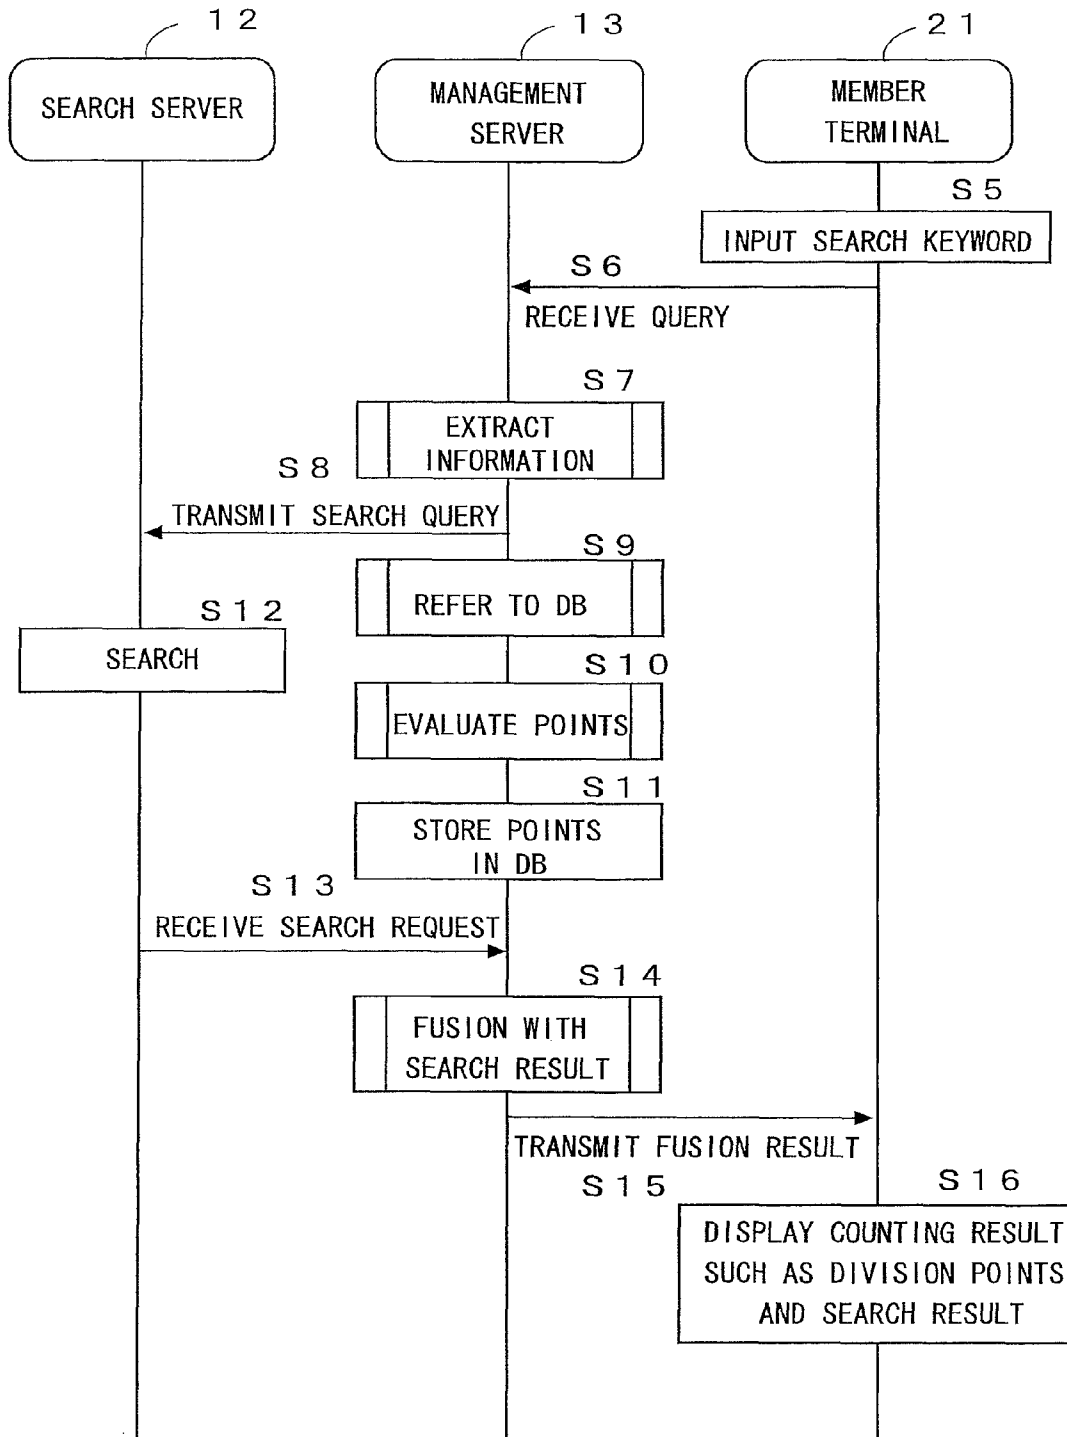 12
13
21
SEARCH SERVER
MANAGEMENT
SERVER
MEMBER
TERMINAL
S5
INPUT SEARCH KEYWORD
S6
RECEIVE QUERY
S7
EXTRACT
INFORMATION
S8
TRANSMIT SEARCH QUERY
S9
REFER TO DB
S12
SEARCH
S10
EVALUATE POINTS
S11
STORE POINTS
IN DB
S13
RECEIVE SEARCH REQUEST
S14
FUSION WITH
SEARCH RESULT
TRANSMIT FUSION RESULT
S15
S16
DISPLAY COUNTING RESULT
SUCH AS DIVISION POINTS
AND SEARCH RESULT